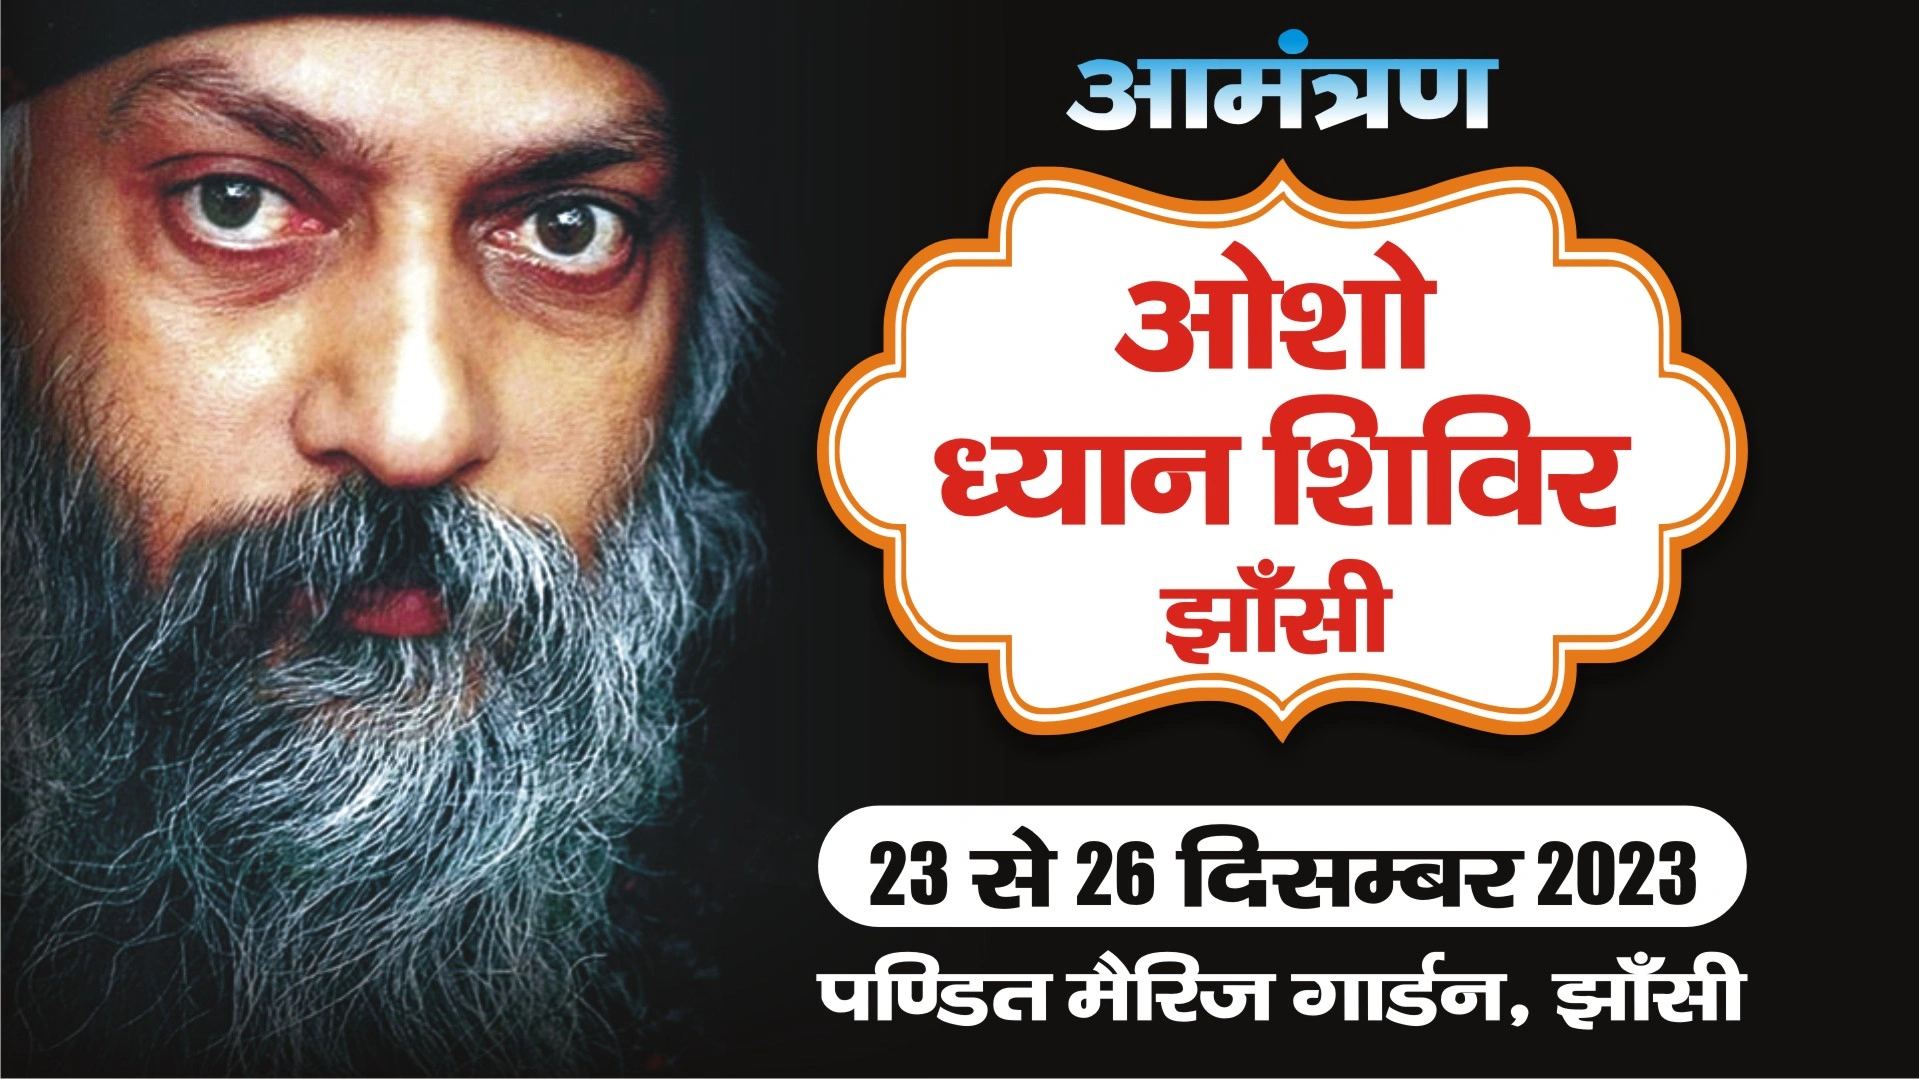 आमंत्रण
ओशो
ध्यान शिविर
झाँसी
23 से 26 दिसम्बर 2023
पण्डित मैरिज गार्डन, झाँसी